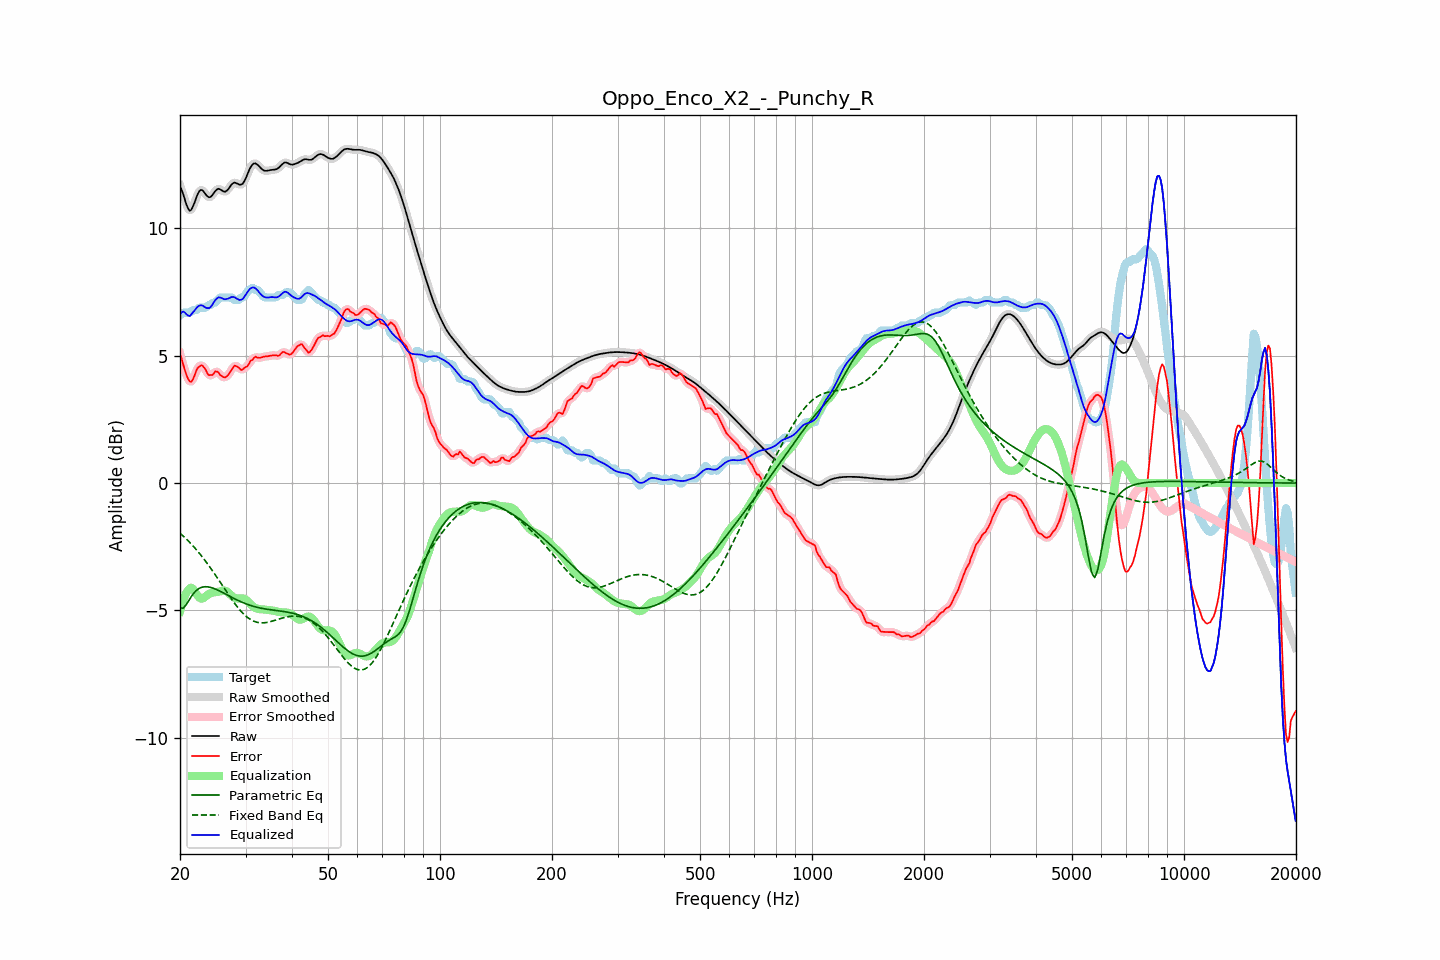 Oppo_Enco_X2_-_Punchy_R
Amplitude (dBr)
10
5
0
−5
−10
Target
Raw Smoothed
Error Smoothed
Raw
Error
Equalization
Parametric Eq
Fixed Band Eq
Equalized
20 50 100 200 500 1000 2000 5000 10000 20000
Frequency (Hz)